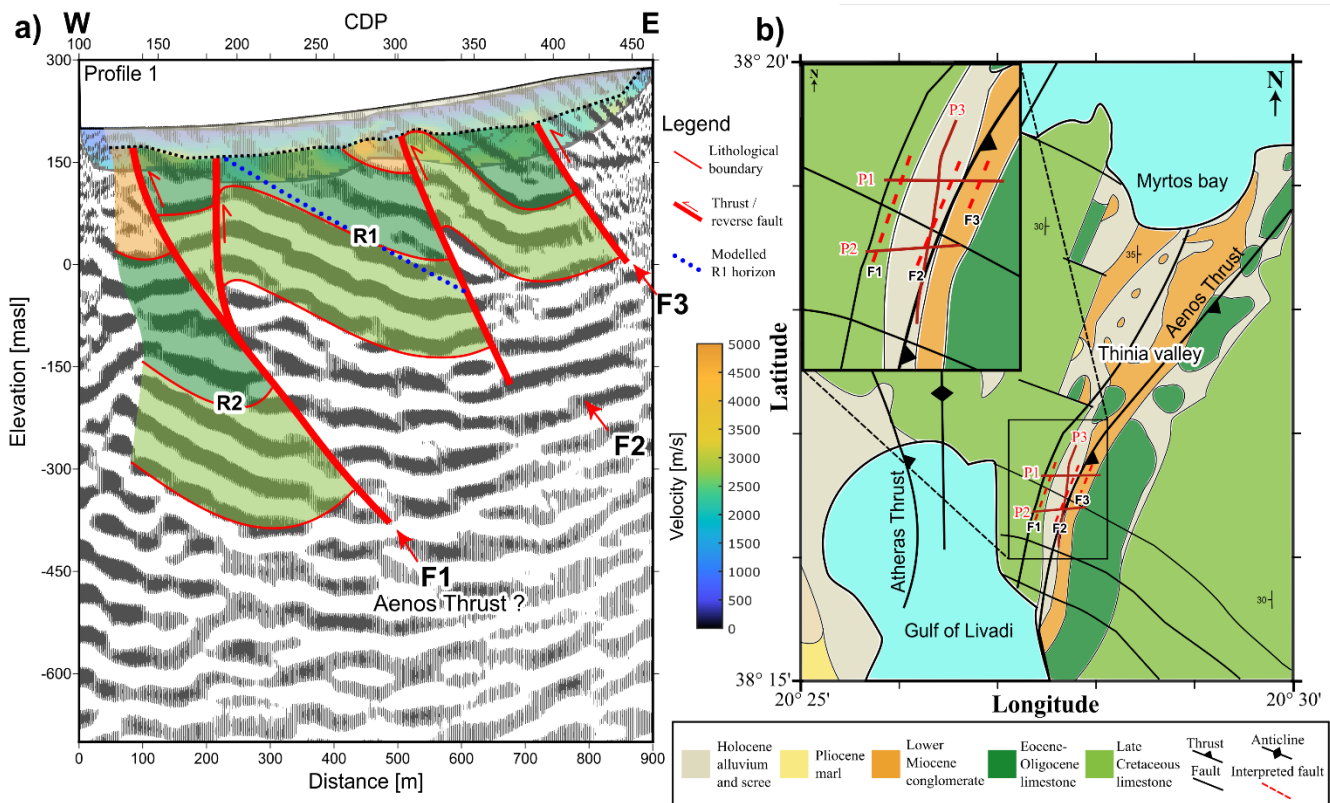 a)
W
CDP
E
100 150 200 250 300 350 400 450
Profile 1
300
150
0
-150
-300
-450
-600
Elevation [masl]
R1
R2
F3
F2
F1
Aenos Thrust ?
0 100 200 300 400 500 600 700 800 900
Distance [m]
Legend
Lithological
boundary
Thrust /
reverse fault
Modelled
R1 horizon
Velocity [m/s]
5000
4500
4000
3500
3000
2500
2000
1500
1000
500
0
b)
38° 20'
38° 15'
Latitude
N
P3
P1
P2
F1
F2
F3
N
Myrtos bay
30
35
Aenos Thrust
Thinia valley
P3
P1
P2
F1
F2
F3
Atheras Thrust
Gulf of Livadi
30
20° 25'
20° 30'
Longitude
Holocene
alluvium
and scree
Pliocene
marl
Lower
Miocene
conglomerate
Eocene-
Oligocene
limestone
Late
Cretaceous
limestone
Thrust
Fault
Anticline
Interpreted fault